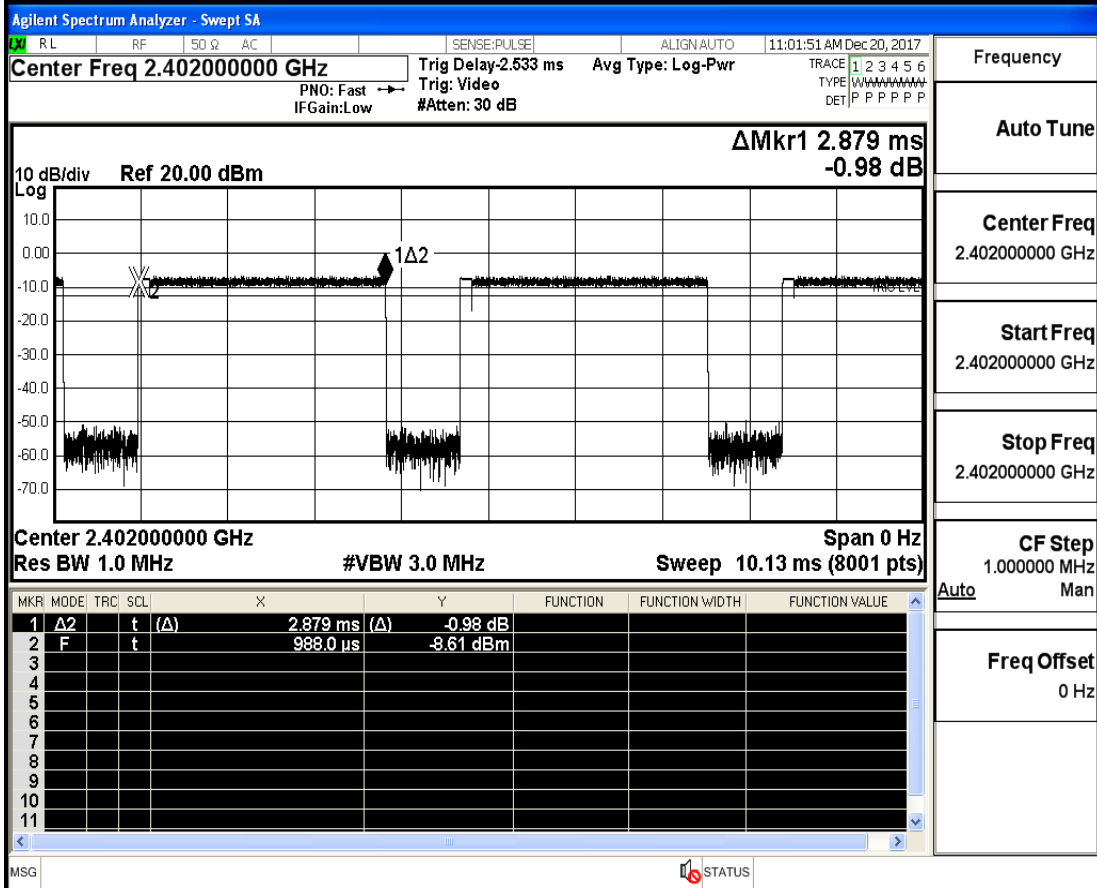 Agilent Spectrum Analyzer - Swept SA
LXI RL RF 50 Ω AC SENSE:PULSE ALIGN AUTO 11:01:51 AM Dec 20, 2017
Center Freq 2.402000000 GHz Trig Delay-2.533 ms Avg Type: Log-Pwr TRACE 1 2 3 4 5 6
PNO: Fast Trig: Video TYPE WWWWWW
IFGain:Low #Atten: 30 dB DET P P P P P P
ΔMkr1 2.879 ms
-0.98 dB
10 dB/div Ref 20.00 dBm
Log
10.0
0.00
1Δ2
-10.0
2
TRIG LVL
-20.0
-30.0
-40.0
-50.0
-60.0
-70.0
Center 2.402000000 GHz Span 0 Hz
Res BW 1.0 MHz #VBW 3.0 MHz Sweep 10.13 ms (8001 pts)
MKR MODE TRC SCL X Y FUNCTION FUNCTION WIDTH FUNCTION VALUE
1 Δ2 t (Δ) 2.879 ms (Δ) -0.98 dB
2 F t 988.0 µs -8.61 dBm
3
4
5
6
7
8
9
10
11
MSG STATUS
Frequency
Auto Tune
Center Freq
2.402000000 GHz
Start Freq
2.402000000 GHz
Stop Freq
2.402000000 GHz
CF Step
1.000000 MHz
Auto Man
Freq Offset
0 Hz